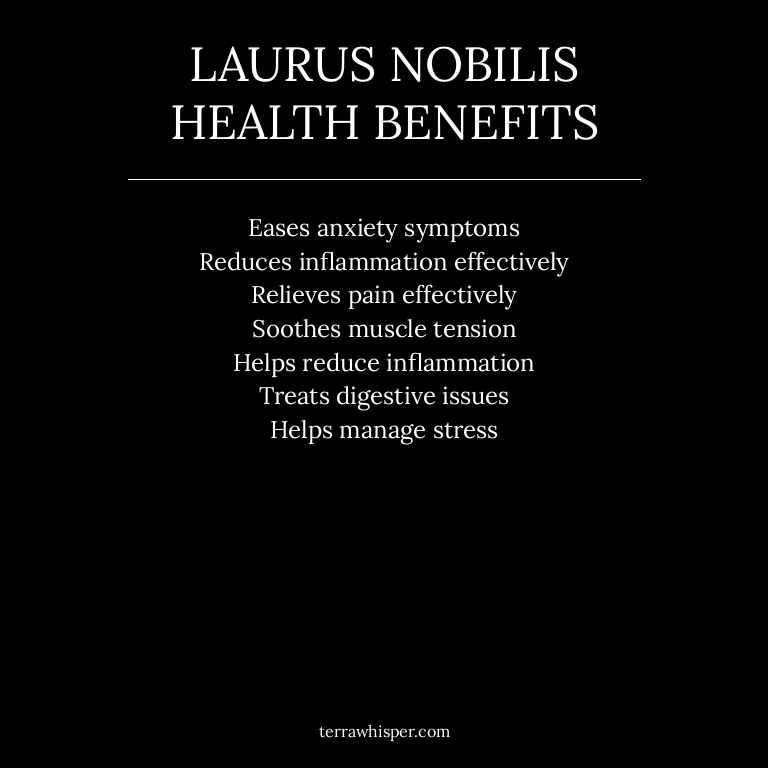 LAURUS NOBILIS
HEALTH BENEFITS
Eases anxiety symptoms
Reduces inflammation effectively
Relieves pain effectively
Soothes muscle tension
Helps reduce inflammation
Treats digestive issues
Helps manage stress
terrawhisper.com